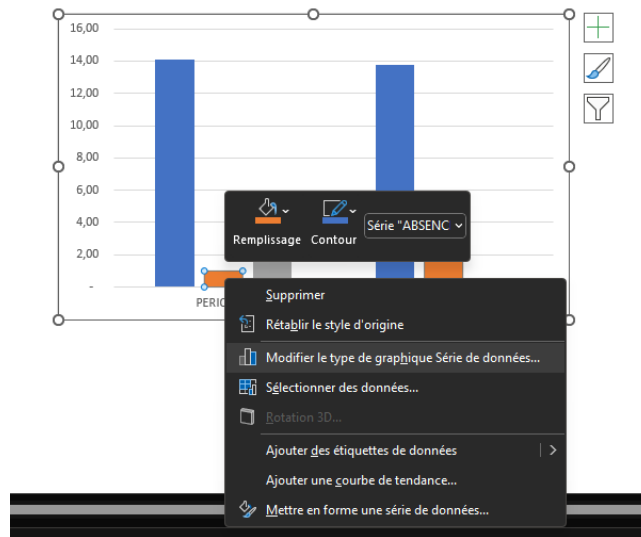 16,00
14,00
12,00
10,00
8,00
6,00
4,00
2,00
-
Remplissage
Contour
Série "ABSENC
PERIO
Supprimer
Rétablir le style d'origine
Modifier le type de graphique Série de données...
Sélectionner des données...
Rotation 3D...
Ajouter des étiquettes de données
Ajouter une courbe de tendance...
Mettre en forme une série de données...